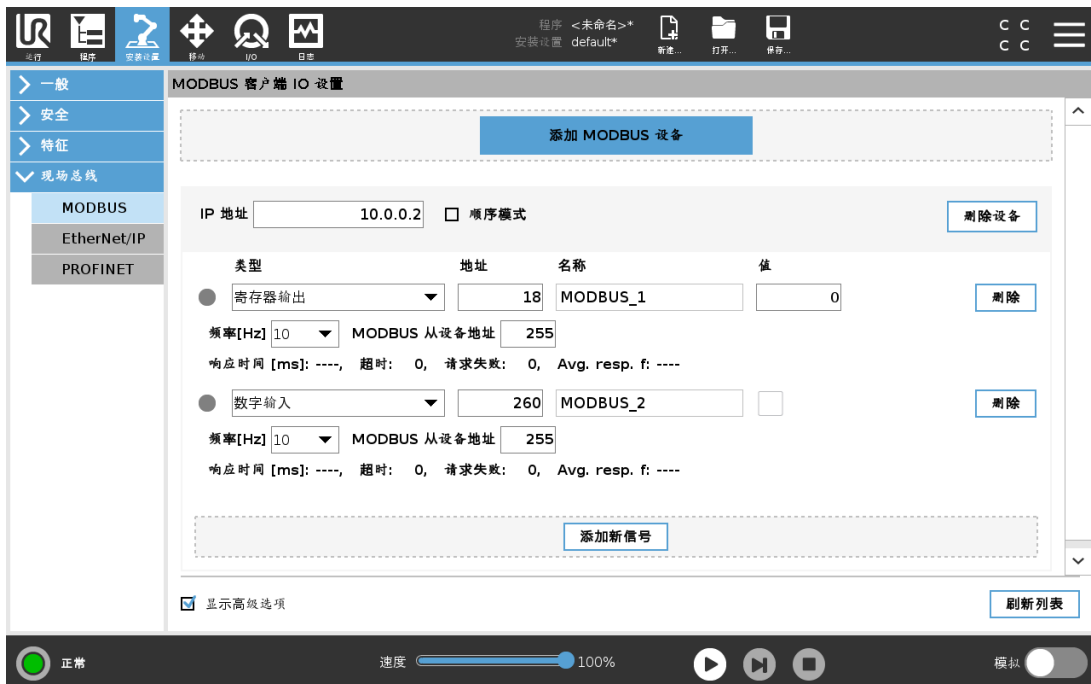 程序 <未命名>*
安装设置 default*
运行 程序 安装设置 移动 I/O 日志 新建... 打开... 保存...
C C
C C
一般
安全
特征
现场总线
MODBUS
EtherNet/IP
PROFINET
MODBUS 客户端 IO 设置
添加 MODBUS 设备
IP 地址 10.0.0.2 顺序模式 删除设备
类型 地址 名称 值
寄存器输出 18 MODBUS_1 0 删除
频率[Hz] 10 MODBUS 从设备地址 255
响应时间 [ms]: ----, 超时: 0, 请求失败: 0, Avg. resp. f: ----
数字输入 260 MODBUS_2 删除
频率[Hz] 10 MODBUS 从设备地址 255
响应时间 [ms]: ----, 超时: 0, 请求失败: 0, Avg. resp. f: ----
添加新信号
显示高级选项 刷新列表
正常 速度 100% 模拟